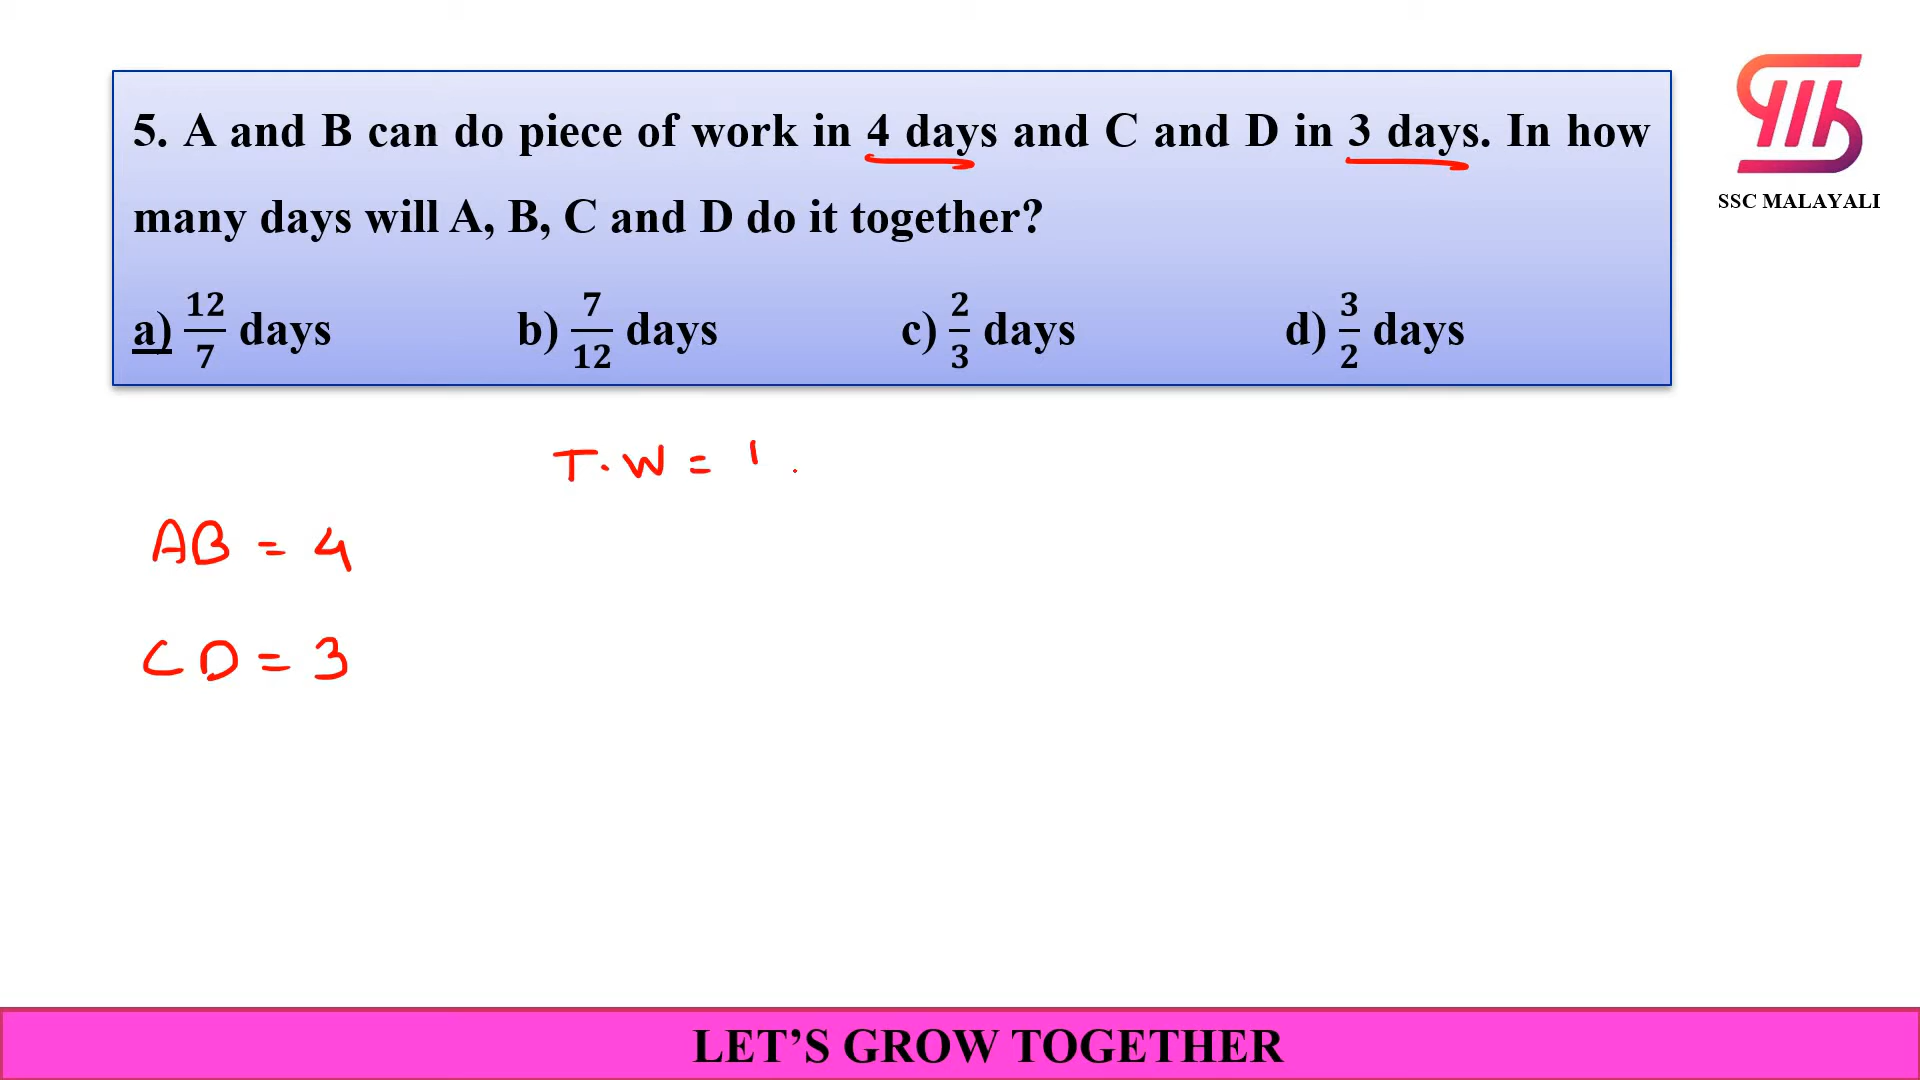 5. A and B can do piece of work in 4 days and C and D in 3 days. In how
many days will A, B, C and D do it together?
a) 12/7 days b) 7/12 days c) 2/3 days d) 3/2 days
SSC MALAYALI
T.W = 1
AB = 4
CD = 3
LET’S GROW TOGETHER